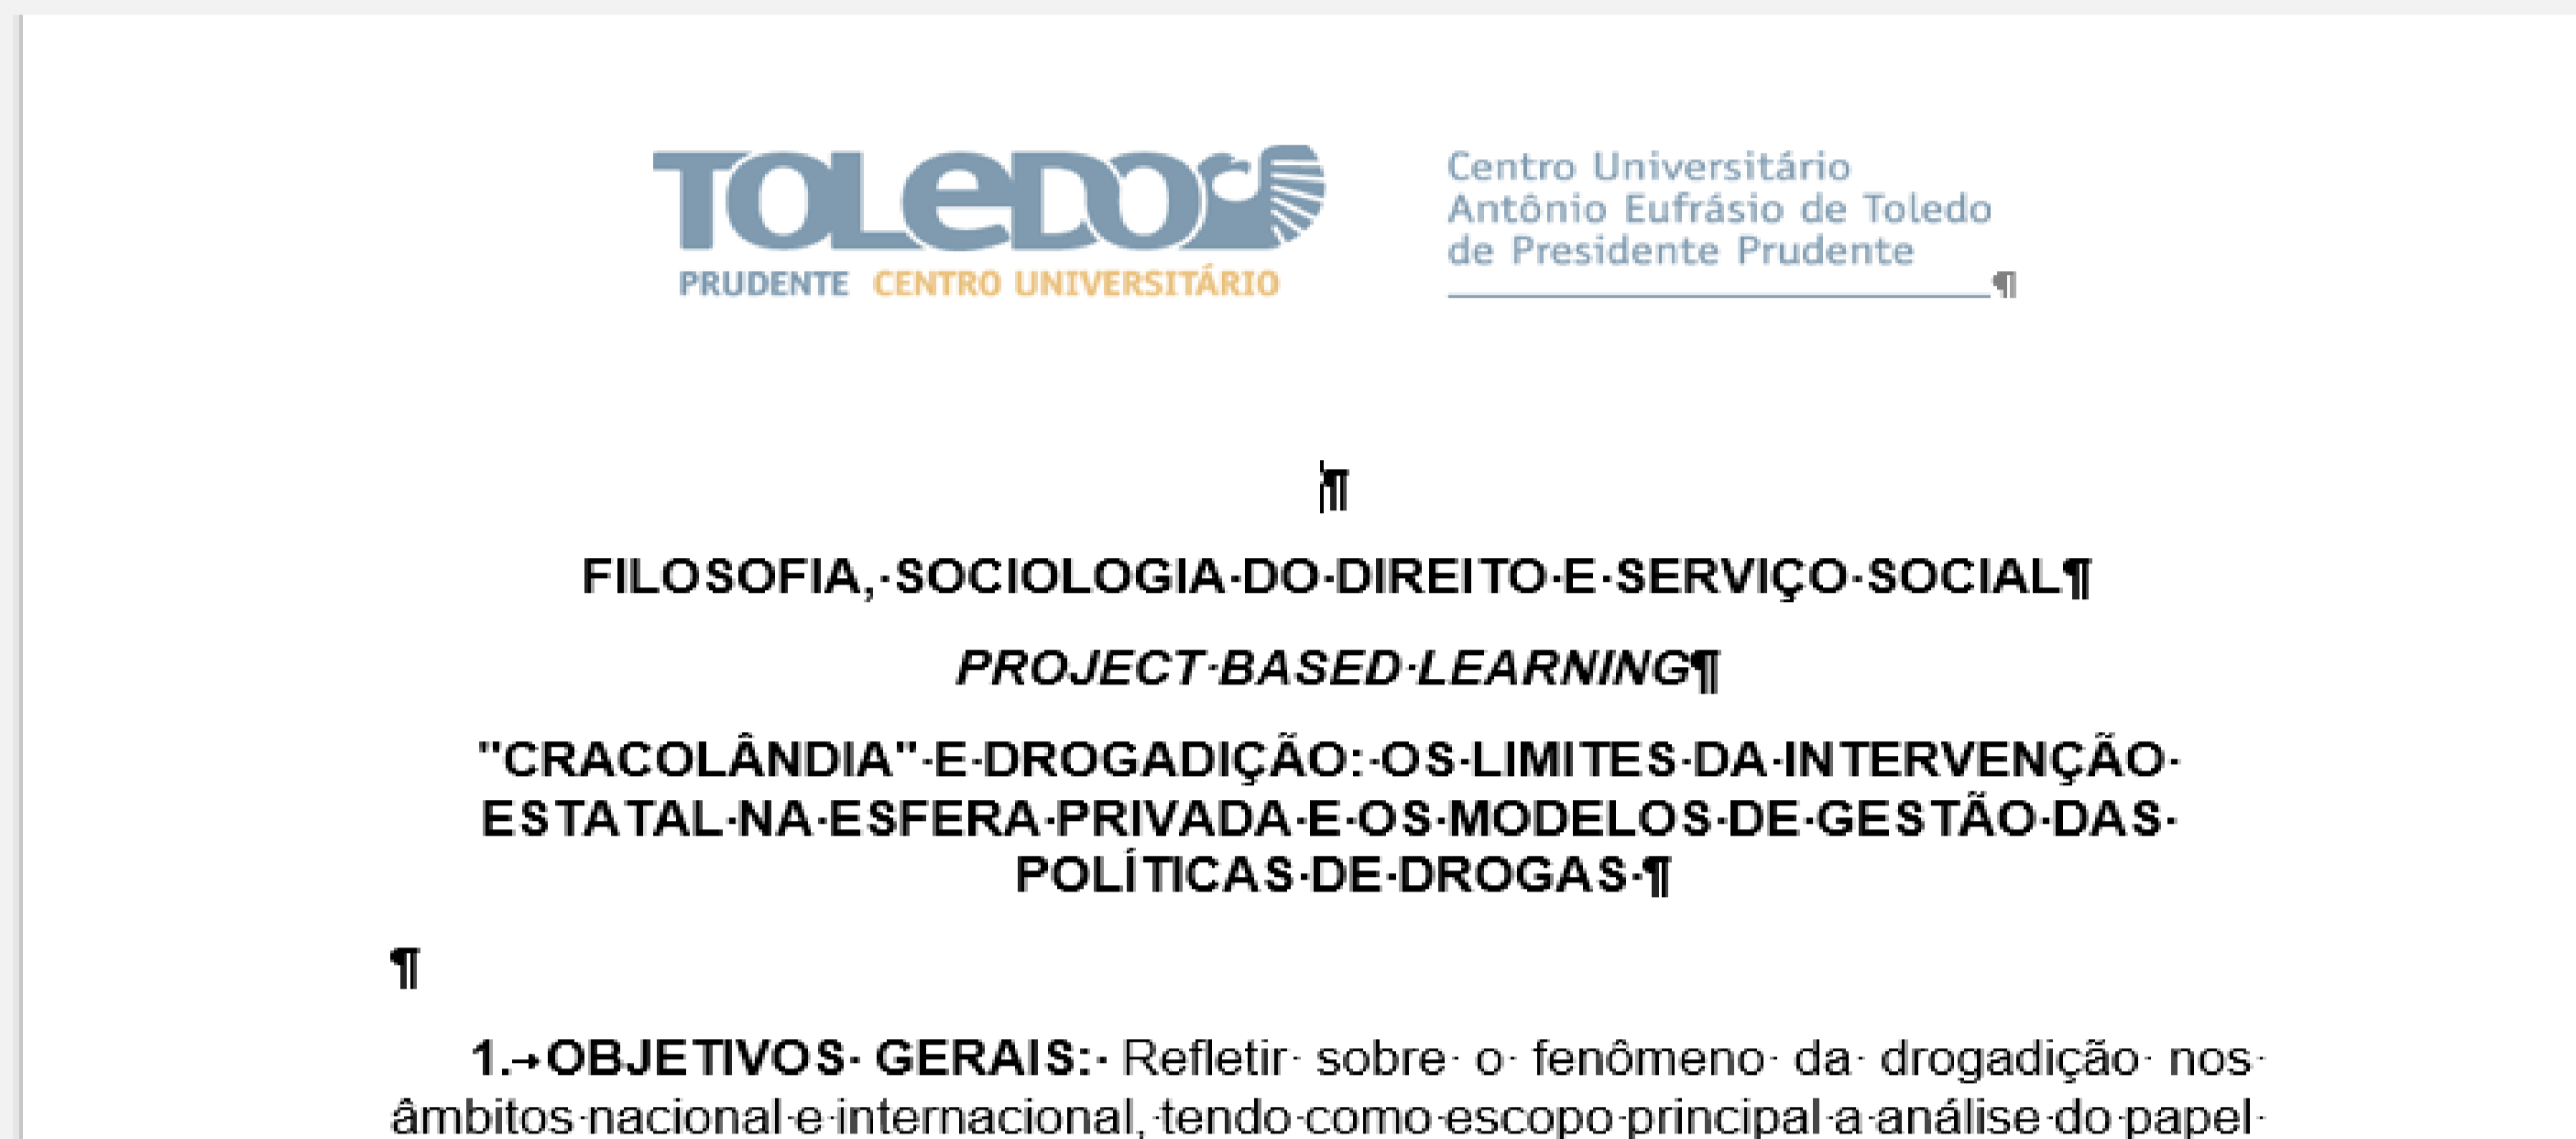 TOLEDO
PRUDENTE CENTRO UNIVERSITÁRIO
Centro Universitário
Antônio Eufrásio de Toledo
de Presidente Prudente
FILOSOFIA, SOCIOLOGIA DO DIREITO E SERVIÇO SOCIAL
PROJECT BASED LEARNING
"CRACOLÂNDIA" E DROGADIÇÃO: OS LIMITES DA INTERVENÇÃO
ESTATAL NA ESFERA PRIVADA E OS MODELOS DE GESTÃO DAS
POLÍTICAS DE DROGAS
1. OBJETIVOS GERAIS: Refletir sobre o fenômeno da drogadição nos
âmbitos nacional e internacional, tendo como escopo principal a análise do papel